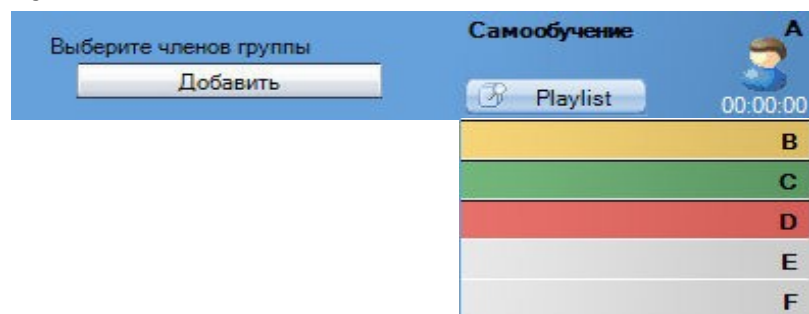 Выберите членов группы
Добавить
Самообучение
A
Playlist
00:00:00
B
C
D
E
F